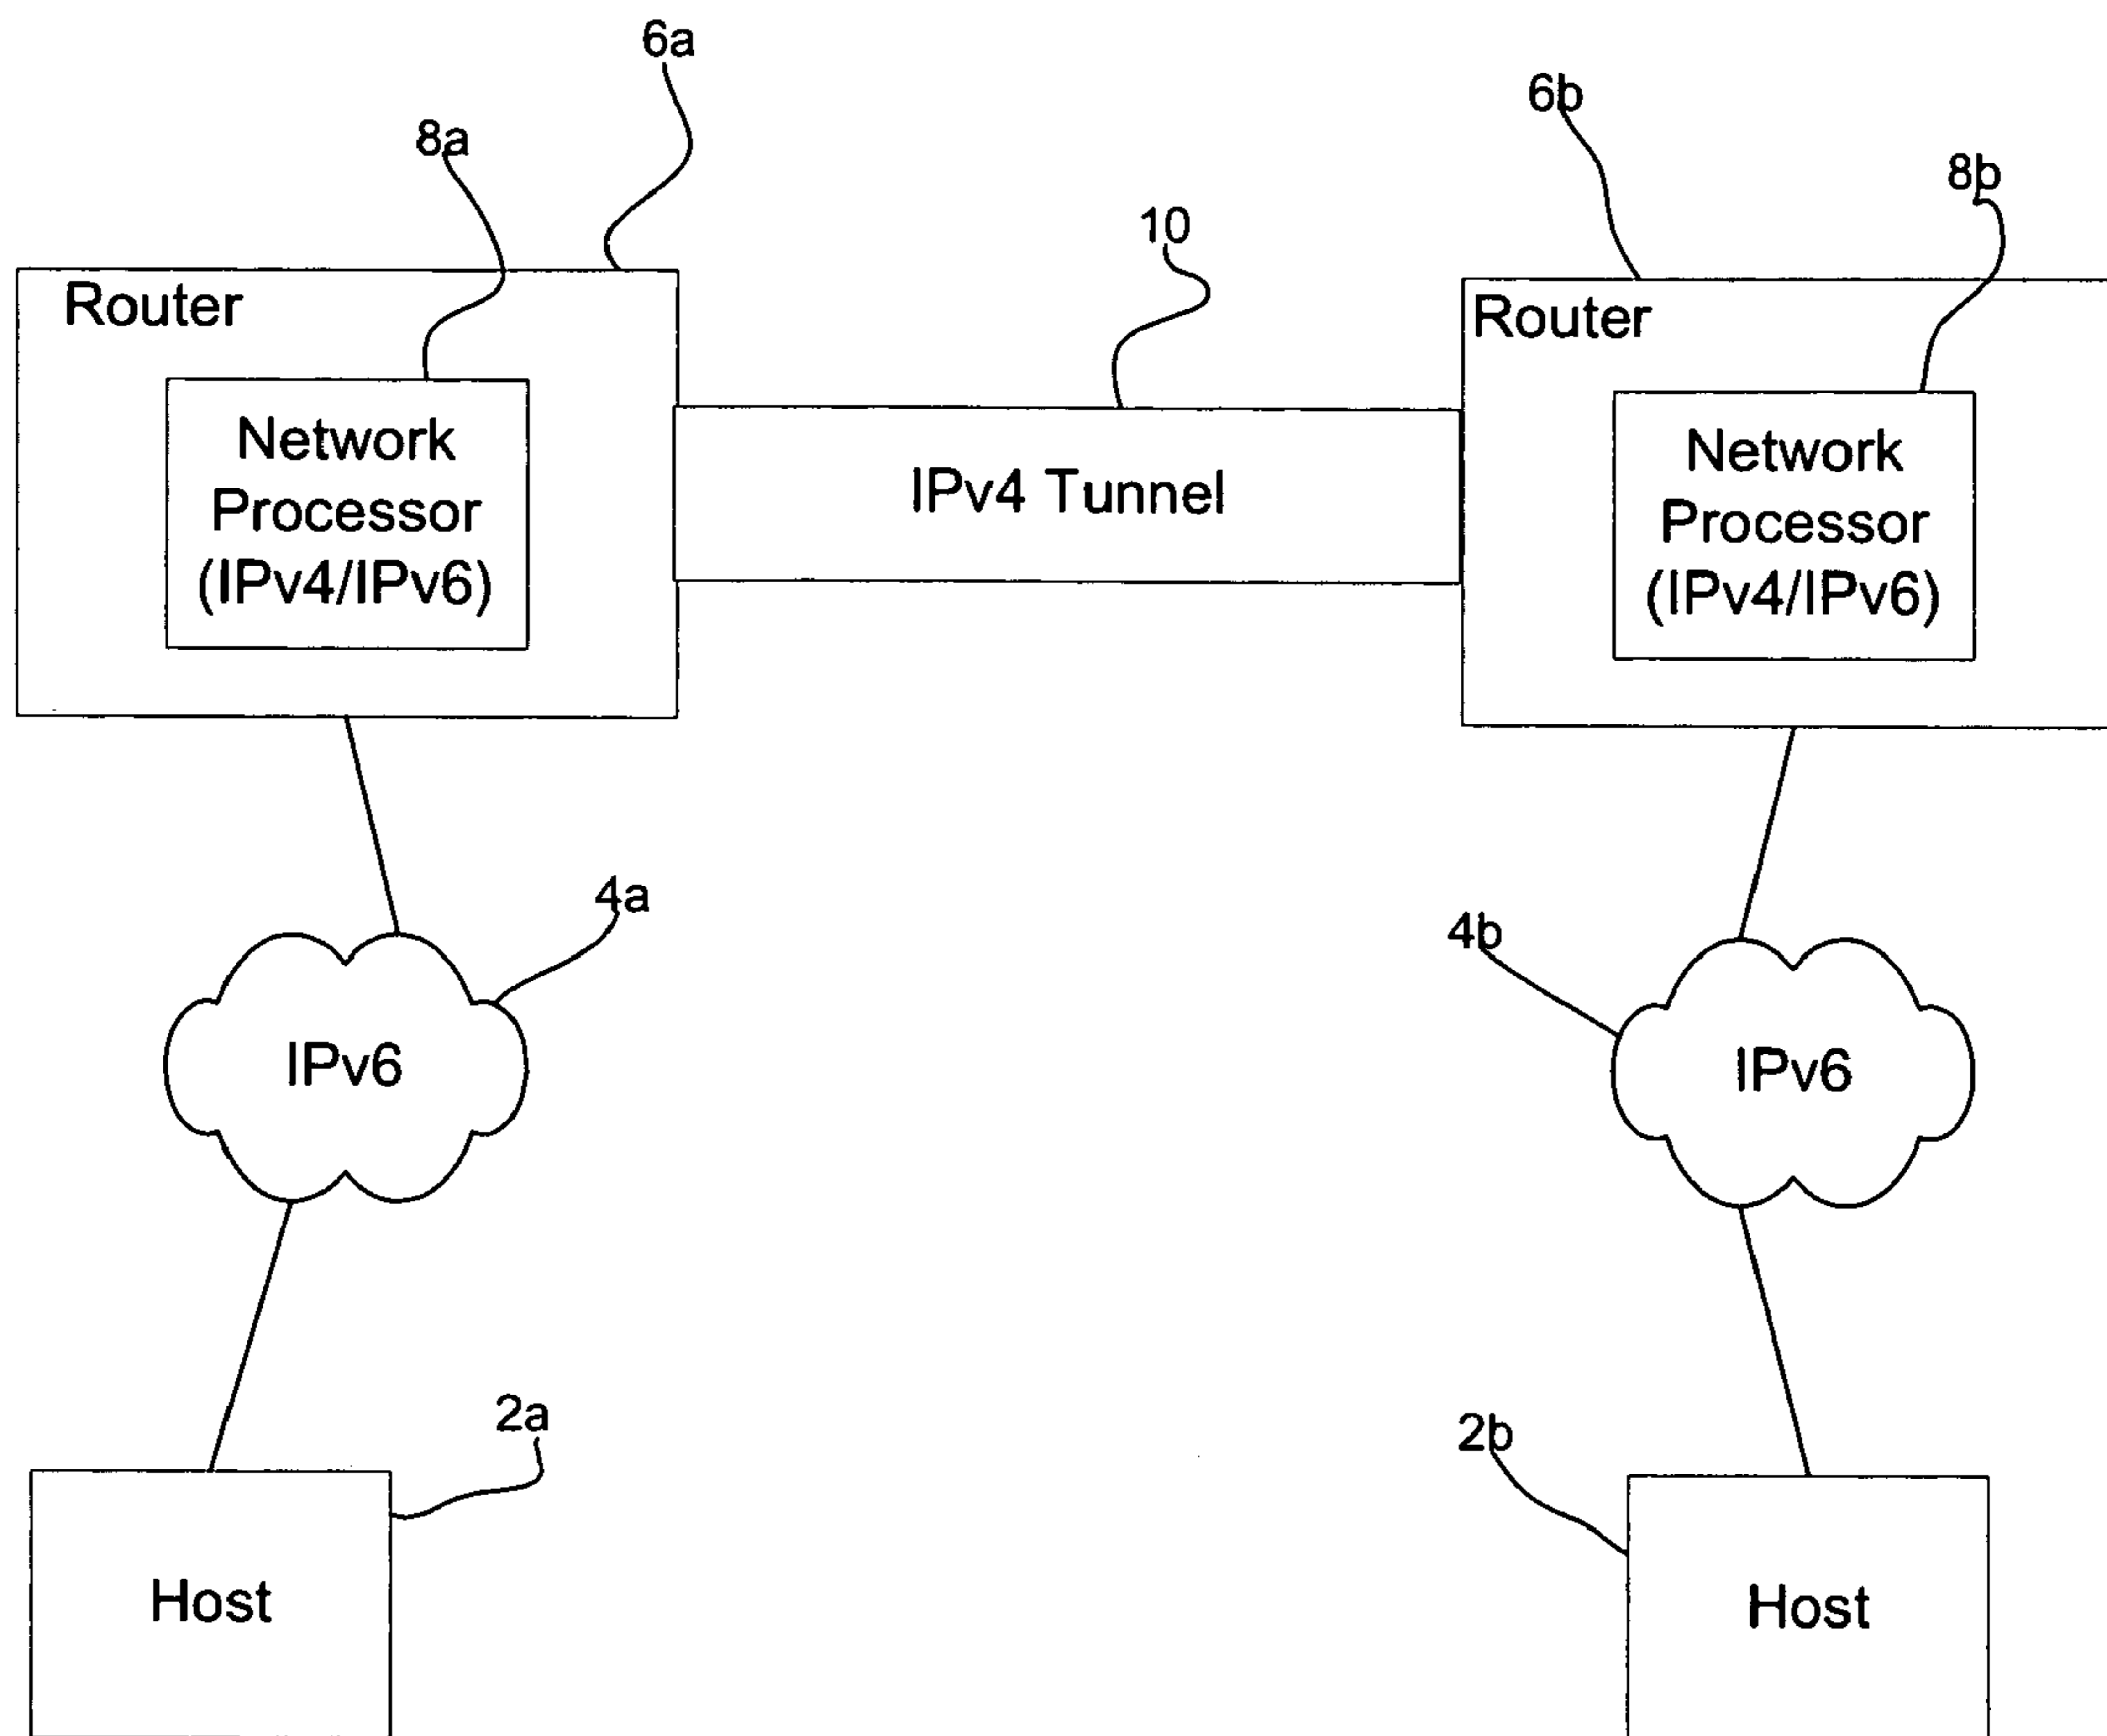 6a
6b
8a
8b
10
Router
Router
Network
Processor
(IPv4/IPv6)
IPv4 Tunnel
Network
Processor
(IPv4/IPv6)
4a
4b
IPv6
IPv6
2a
2b
Host
Host